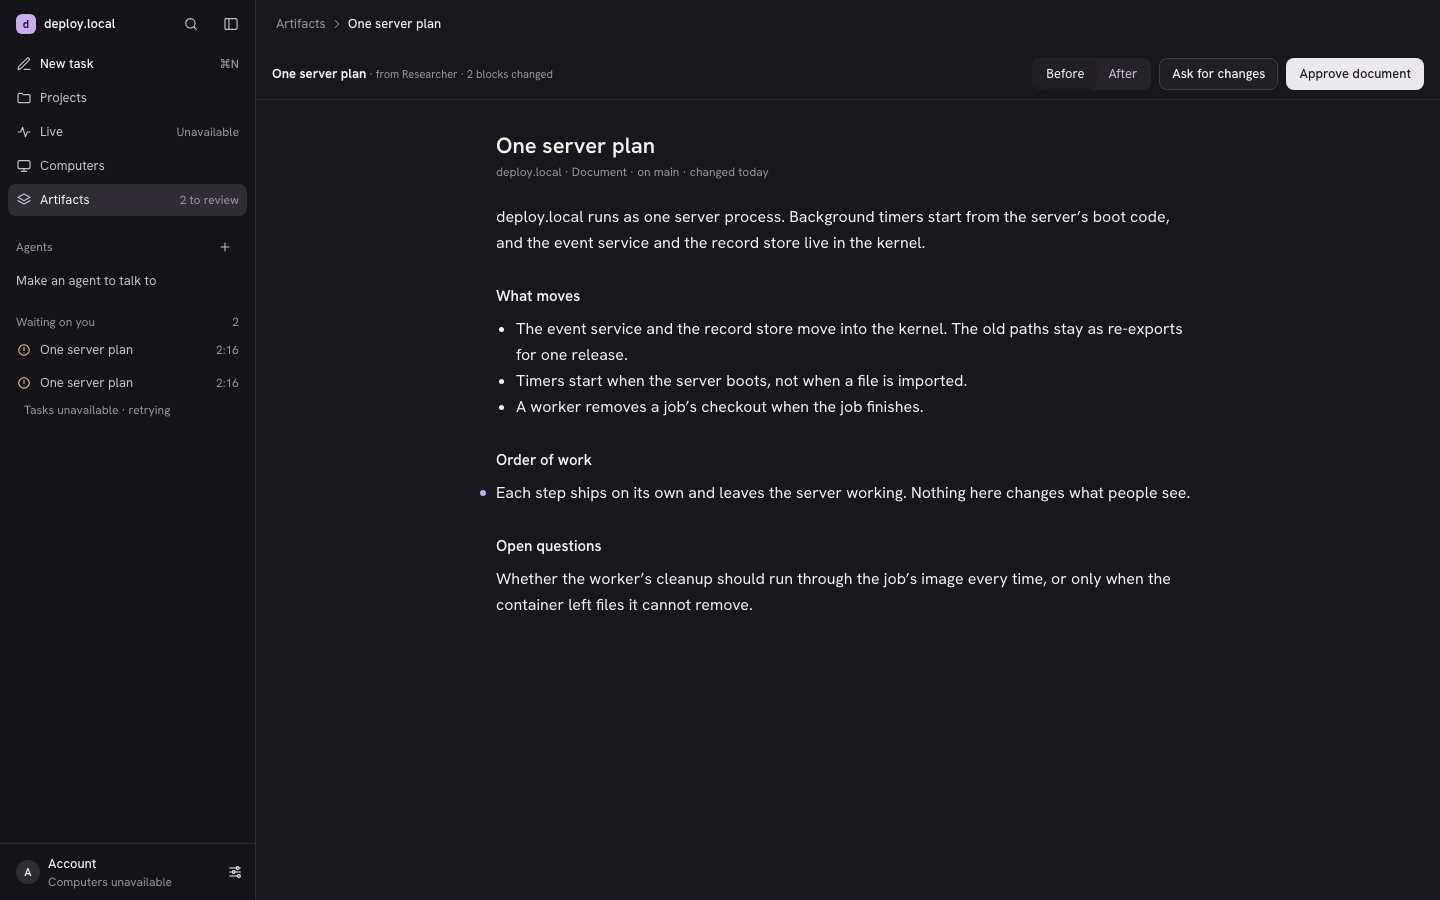 d deploy.local
New task ⌘N
Projects
Live Unavailable
Computers
Artifacts 2 to review
Agents
Make an agent to talk to
Waiting on you 2
One server plan 2:16
One server plan 2:16
Tasks unavailable · retrying
A Account
Computers unavailable
Artifacts One server plan
One server plan · from Researcher · 2 blocks changed
Before After Ask for changes Approve document
One server plan
deploy.local · Document · on main · changed today
deploy.local runs as one server process. Background timers start from the server’s boot code,
and the event service and the record store live in the kernel.
What moves
• The event service and the record store move into the kernel. The old paths stay as re-exports
for one release.
• Timers start when the server boots, not when a file is imported.
• A worker removes a job’s checkout when the job finishes.
Order of work
Each step ships on its own and leaves the server working. Nothing here changes what people see.
Open questions
Whether the worker’s cleanup should run through the job’s image every time, or only when the
container left files it cannot remove.